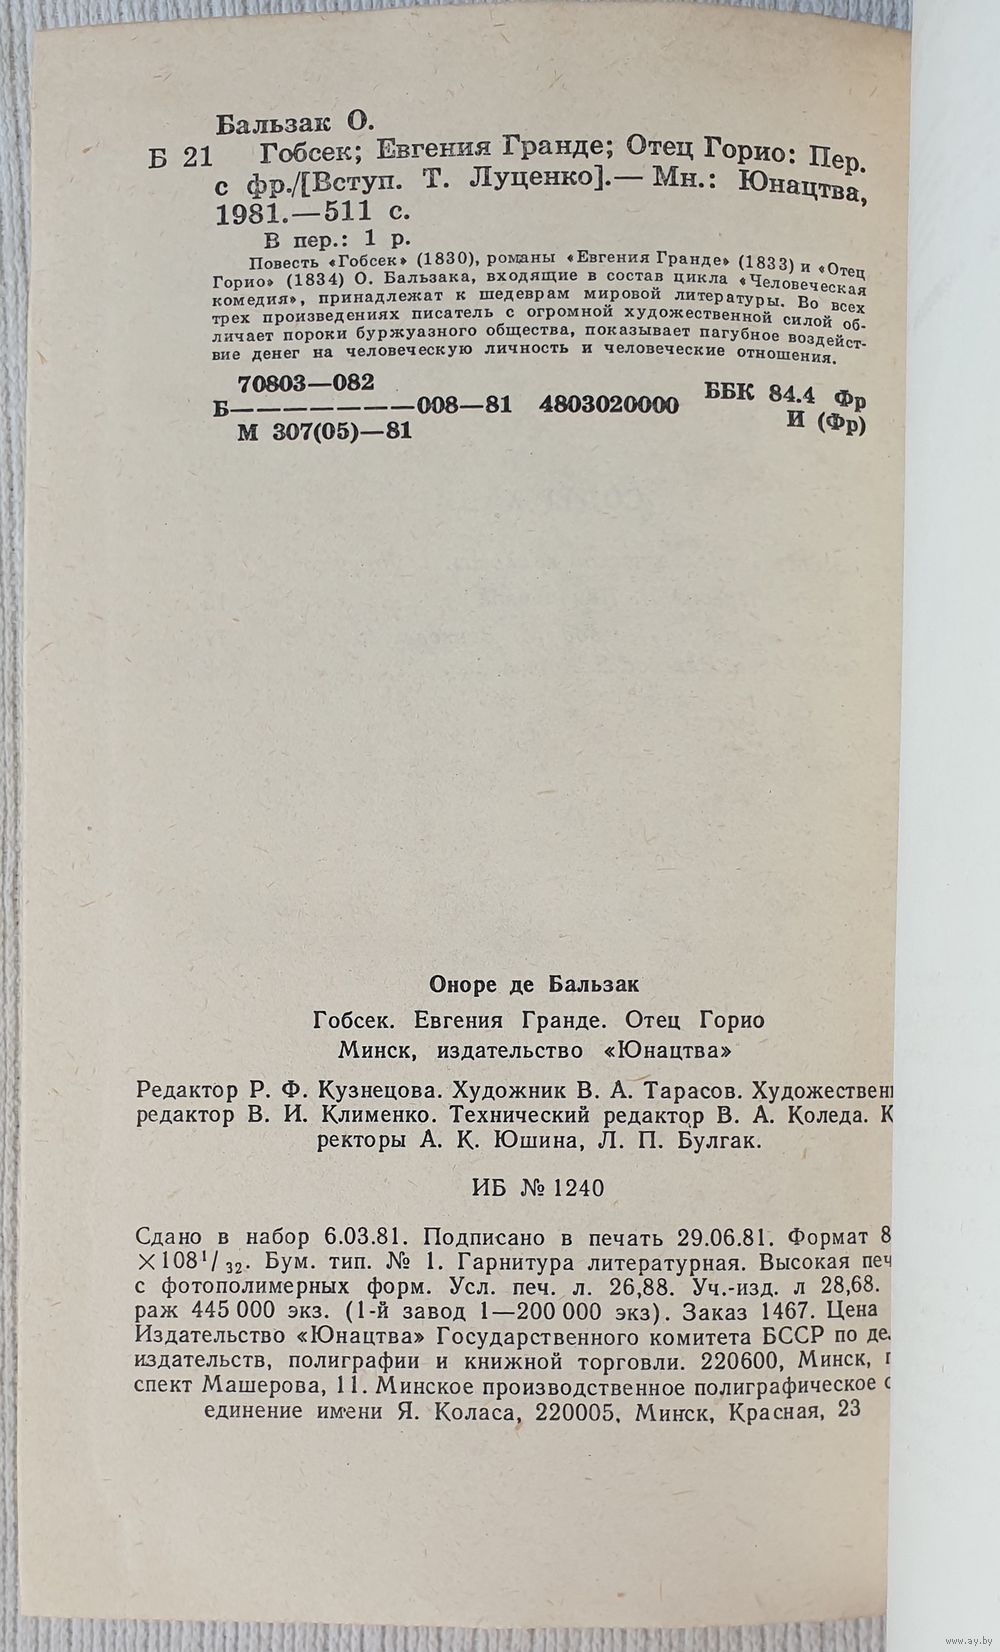 Бальзак О.
Б 21 Гобсек; Евгения Гранде; Отец Горио: Пер.
с фр./[Вступ. Т. Луценко].— Мн.: Юнацтва,
1981.—511 с.
В пер.: 1 р.
Повесть «Гобсек» (1830), романы «Евгения Гранде» (1833) и «Отец
Горио» (1834) О. Бальзака, входящие в состав цикла «Человеческая
комедия», принадлежат к шедеврам мировой литературы. Во всех
трех произведениях писатель с огромной художественной силой об-
личает пороки буржуазного общества, показывает пагубное воздейст-
вие денег на человеческую личность и человеческие отношения.
70803—082
Б———————008—81 4803020000 ББК 84.4 Фр
М 307(05)—81 И (Фр)
Оноре де Бальзак
Гобсек. Евгения Гранде. Отец Горио
Минск, издательство «Юнацтва»
Редактор Р. Ф. Кузнецова. Художник В. А. Тарасов. Художествен
редактор В. И. Клименко. Технический редактор В. А. Коледа. К
ректоры А. К. Юшина, Л. П. Булгак.
ИБ № 1240
Сдано в набор 6.03.81. Подписано в печать 29.06.81. Формат 8
×108¹/₃₂. Бум. тип. № 1. Гарнитура литературная. Высокая печ
с фотополимерных форм. Усл. печ. л. 26,88. Уч.-изд. л 28,68.
раж 445 000 экз. (1-й завод 1—200 000 экз). Заказ 1467. Цена
Издательство «Юнацтва» Государственного комитета БССР по де
издательств, полиграфии и книжной торговли. 220600, Минск, п
спект Машерова, 11. Минское производственное полиграфическое о
единение имени Я. Коласа, 220005, Минск, Красная, 23
www.ay.by